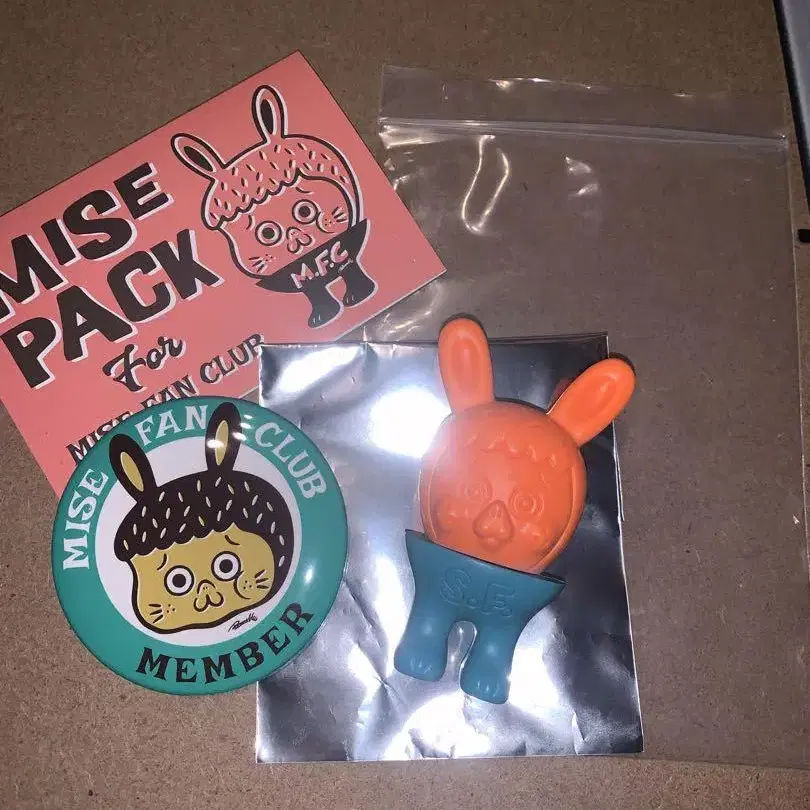 MISE
PACK
For
MISE FAN CLUB
M.F.C
MISE FAN CLUB
MEMBER
S.F